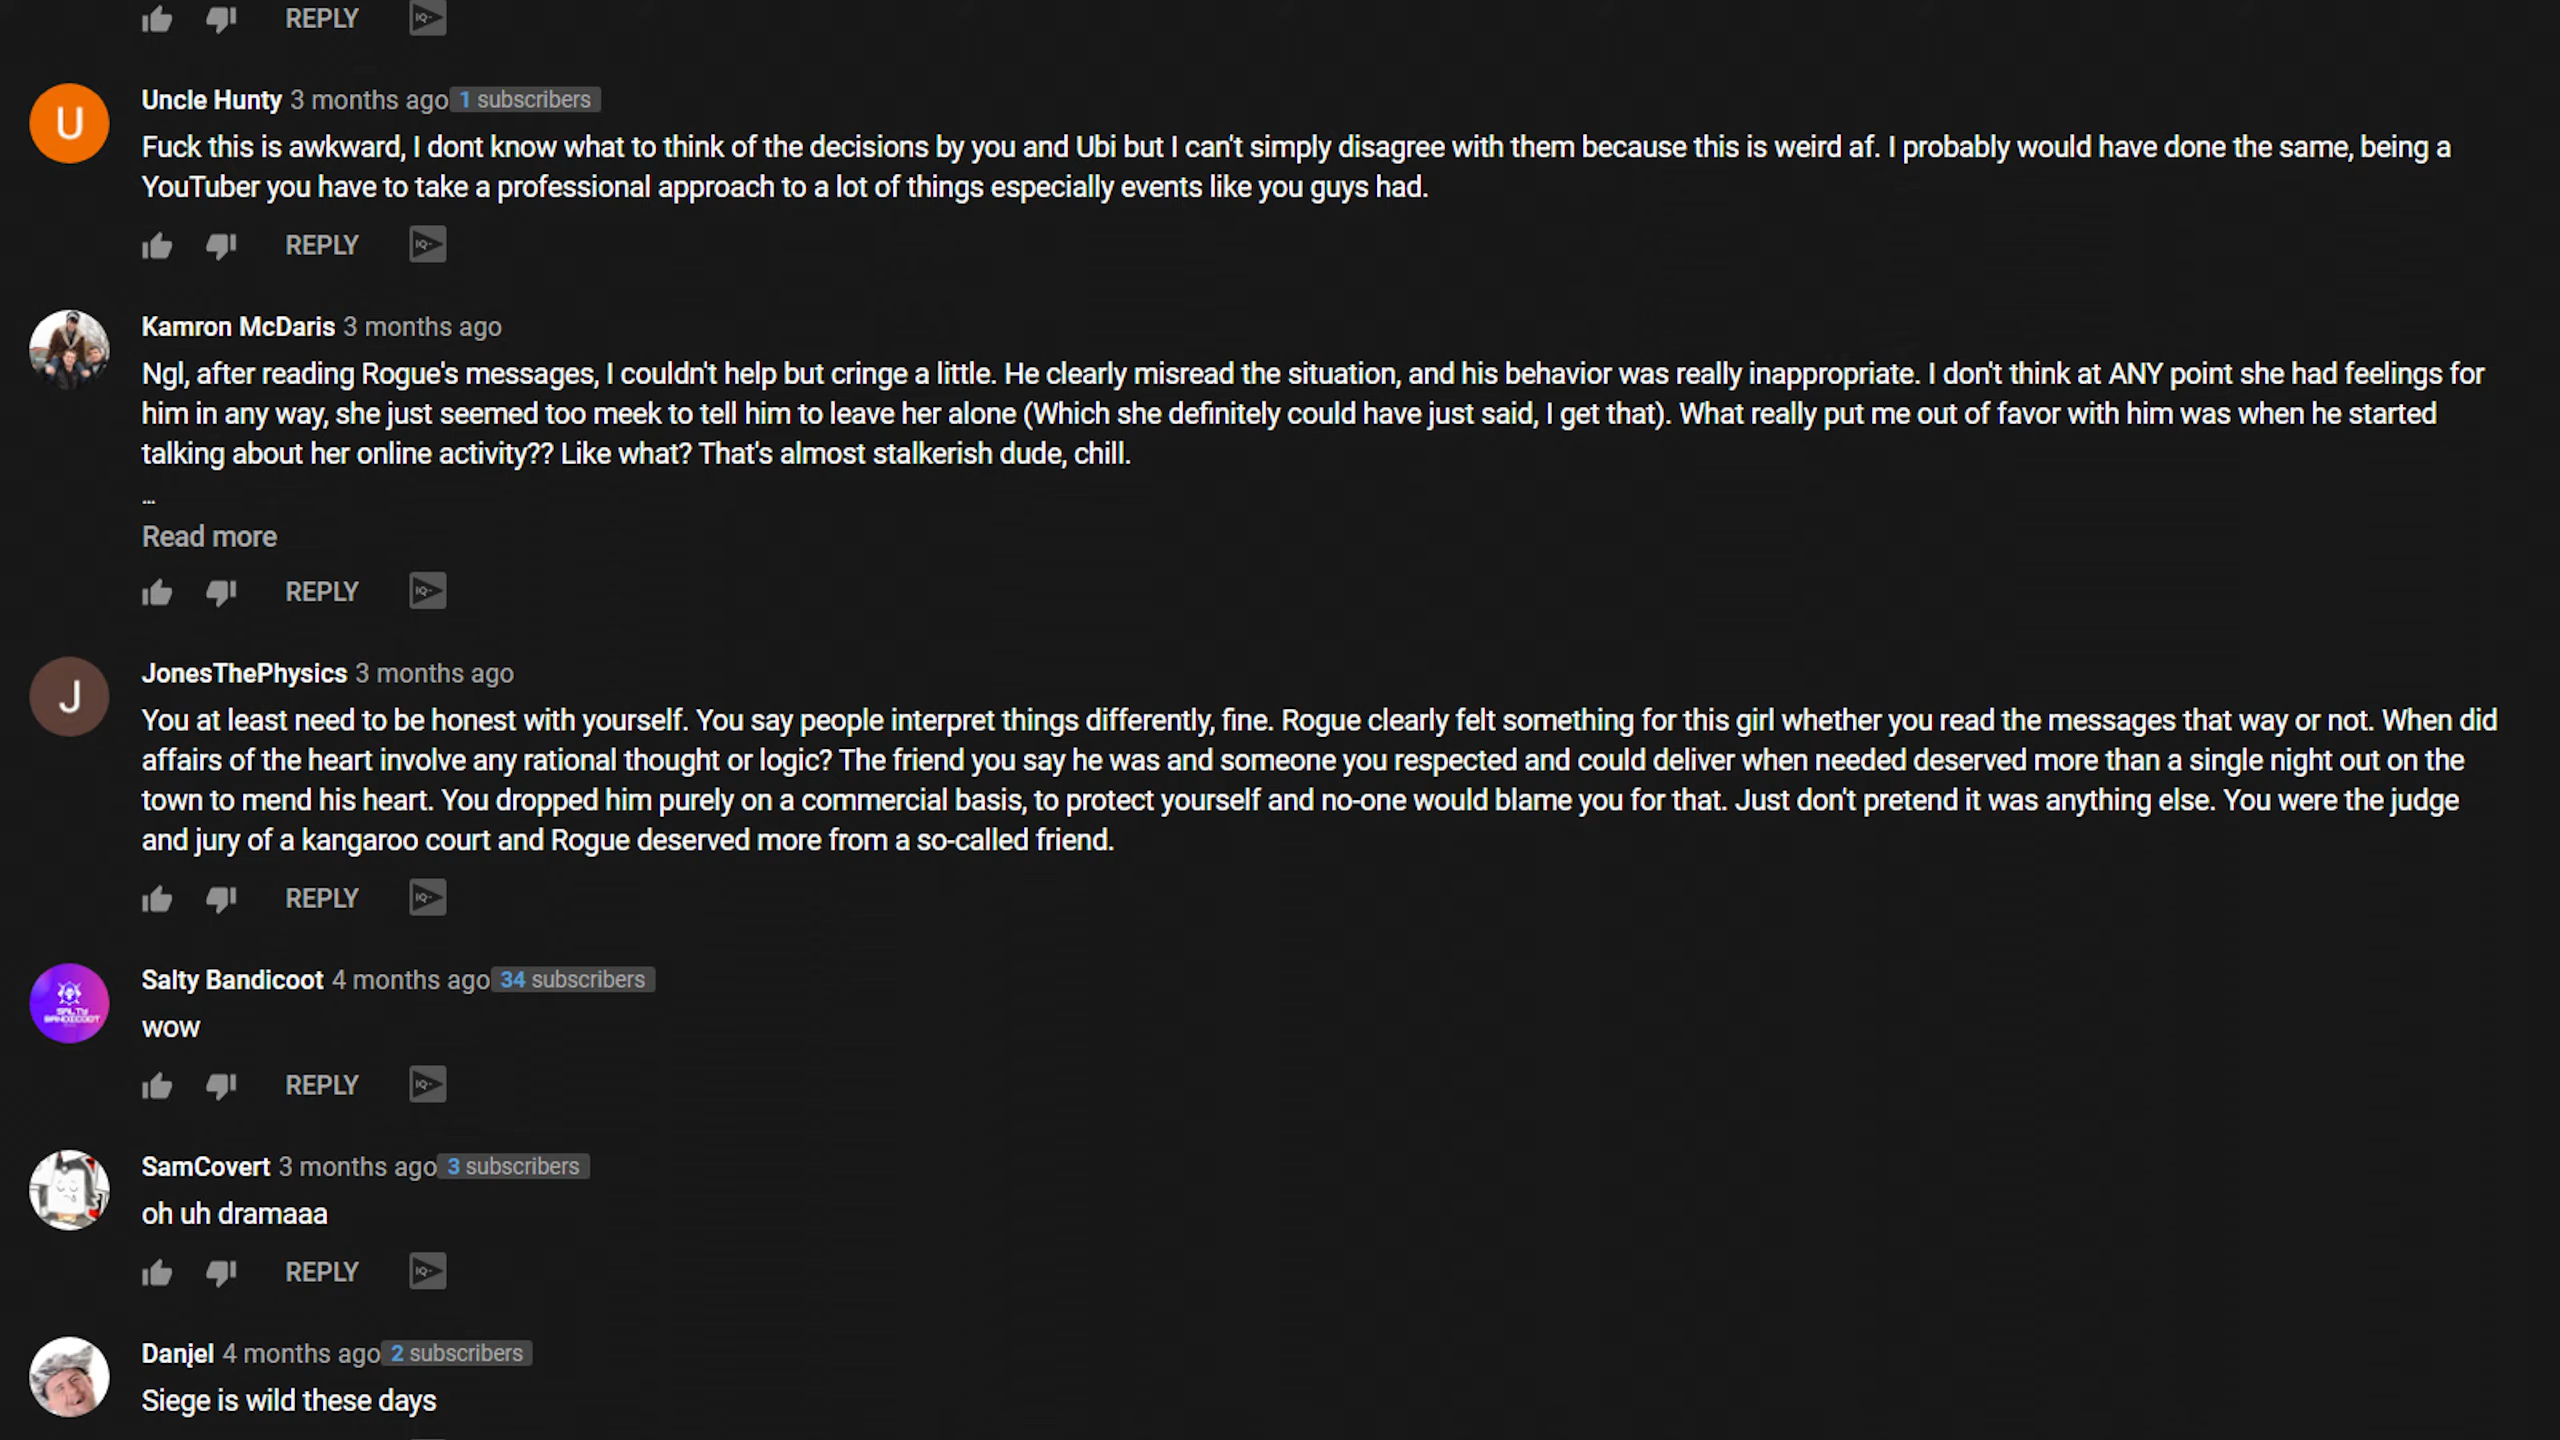 REPLY
IQ
Uncle Hunty 3 months ago 1 subscribers
U
Fuck this is awkward, I dont know what to think of the decisions by you and Ubi but I can't simply disagree with them because this is weird af. I probably would have done the same, being a
YouTuber you have to take a professional approach to a lot of things especially events like you guys had.
REPLY
IQ
Kamron McDaris 3 months ago
Ngl, after reading Rogue's messages, I couldn't help but cringe a little. He clearly misread the situation, and his behavior was really inappropriate. I don't think at ANY point she had feelings for
him in any way, she just seemed too meek to tell him to leave her alone (Which she definitely could have just said, I get that). What really put me out of favor with him was when he started
talking about her online activity?? Like what? That's almost stalkerish dude, chill.
...
Read more
REPLY
IQ
JonesThePhysics 3 months ago
J
You at least need to be honest with yourself. You say people interpret things differently, fine. Rogue clearly felt something for this girl whether you read the messages that way or not. When did
affairs of the heart involve any rational thought or logic? The friend you say he was and someone you respected and could deliver when needed deserved more than a single night out on the
town to mend his heart. You dropped him purely on a commercial basis, to protect yourself and no-one would blame you for that. Just don't pretend it was anything else. You were the judge
and jury of a kangaroo court and Rogue deserved more from a so-called friend.
REPLY
IQ
Salty Bandicoot 4 months ago 34 subscribers
SALTY
BANDICOOT
wow
REPLY
IQ
SamCovert 3 months ago 3 subscribers
oh uh dramaaa
REPLY
IQ
Danjel 4 months ago 2 subscribers
Siege is wild these days